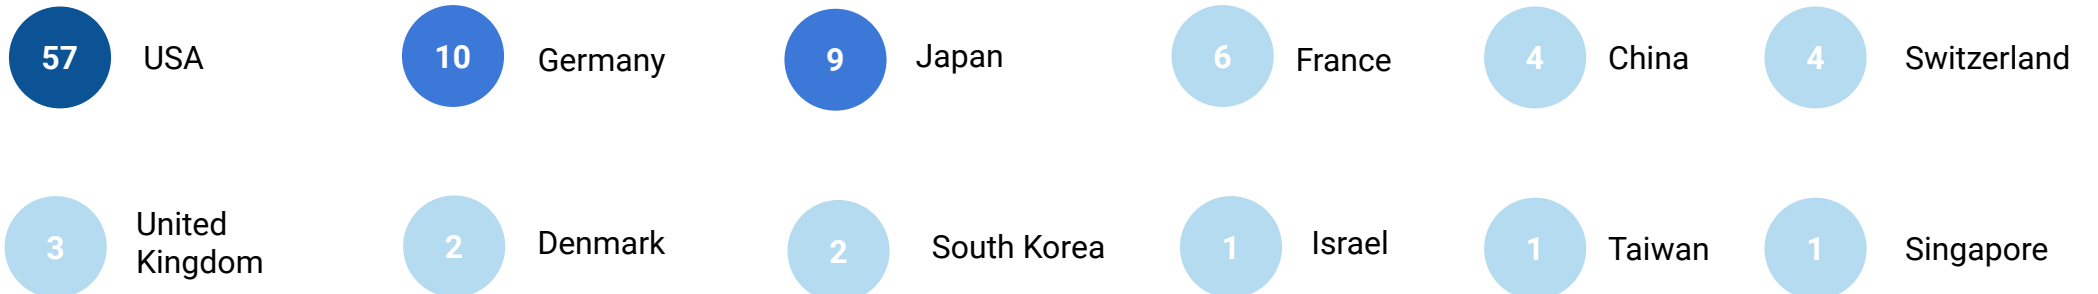 57 USA 10 Germany 9 Japan 6 France 4 China 4 Switzerland
3 United Kingdom 2 Denmark 2 South Korea 1 Israel 1 Taiwan 1 Singapore